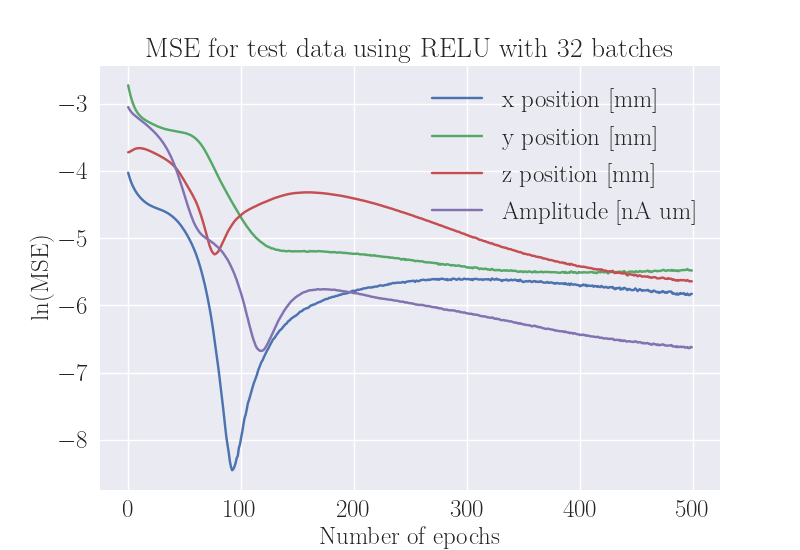 MSE for test data using RELU with 32 batches
x position [mm]
y position [mm]
z position [mm]
Amplitude [nA um]
ln(MSE)
−3
−4
−5
−6
−7
−8
0 100 200 300 400 500
Number of epochs